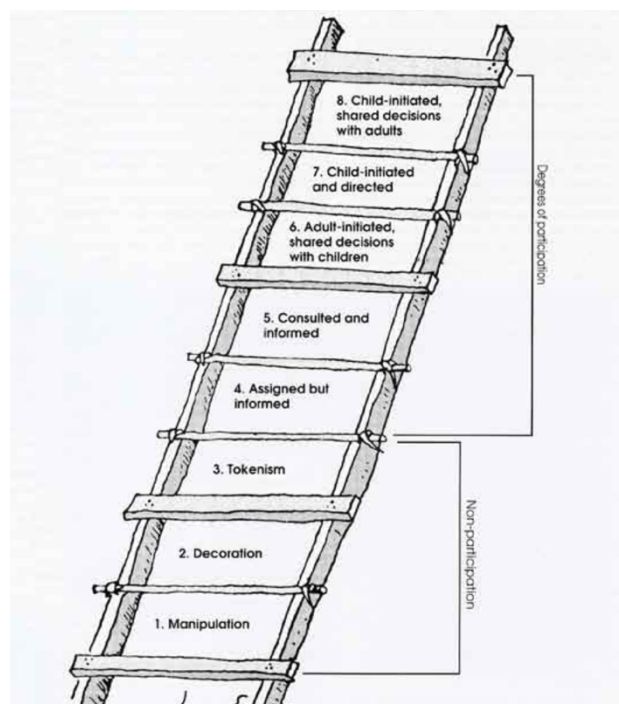 8. Child-initiated,
shared decisions
with adults
7. Child-initiated
and directed
6. Adult-initiated,
shared decisions
with children
5. Consulted and
informed
4. Assigned but
informed
3. Tokenism
2. Decoration
1. Manipulation
Degrees of participation
Non-participation